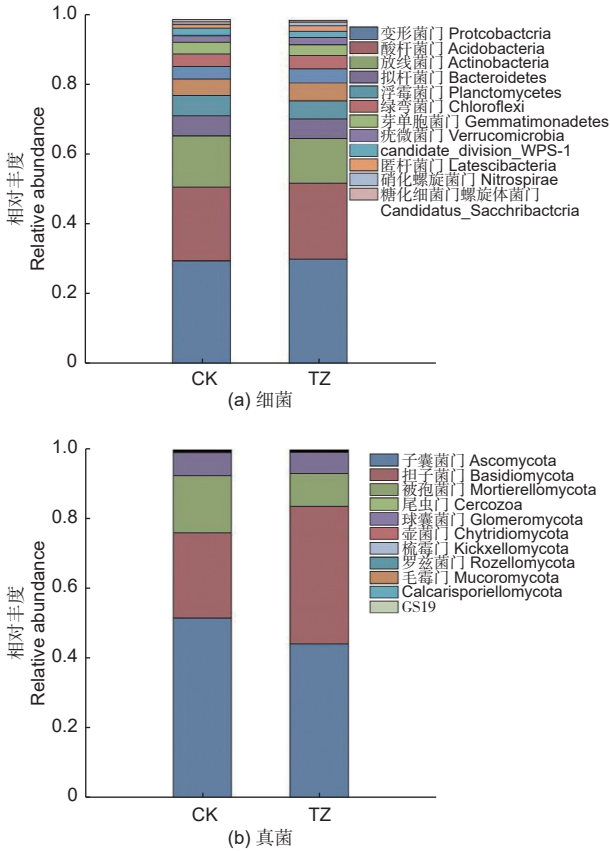 1.0
0.8
0.6
0.4
0.2
0
相对丰度
Relative abundance
CK
TZ
(a) 细菌
变形菌门 Protcobactcria
酸杆菌门 Acidobacteria
放线菌门 Actinobacteria
拟杆菌门 Bacteroidetes
浮霉菌门 Planctomycetes
绿弯菌门 Chloroflexi
芽单胞菌门 Gemmatimonadetes
疣微菌门 Verrucomicrobia
candidate_division_WPS-1
匿杆菌门 Latescibacteria
硝化螺旋菌门 Nitrospirae
糖化细菌门螺旋体菌门
Candidatus_Sacchribactcria
1.0
0.8
0.6
0.4
0.2
0
相对丰度
Relative abundance
CK
TZ
(b) 真菌
子囊菌门 Ascomycota
担子菌门 Basidiomycota
被孢菌门 Mortierellomycota
尾虫门 Cercozoa
球囊菌门 Glomeromycota
壶菌门 Chytridiomycota
梳霉门 Kickxellomycota
罗兹菌门 Rozellomycota
毛霉门 Mucoromycota
Calcarisporiellomycota
GS19